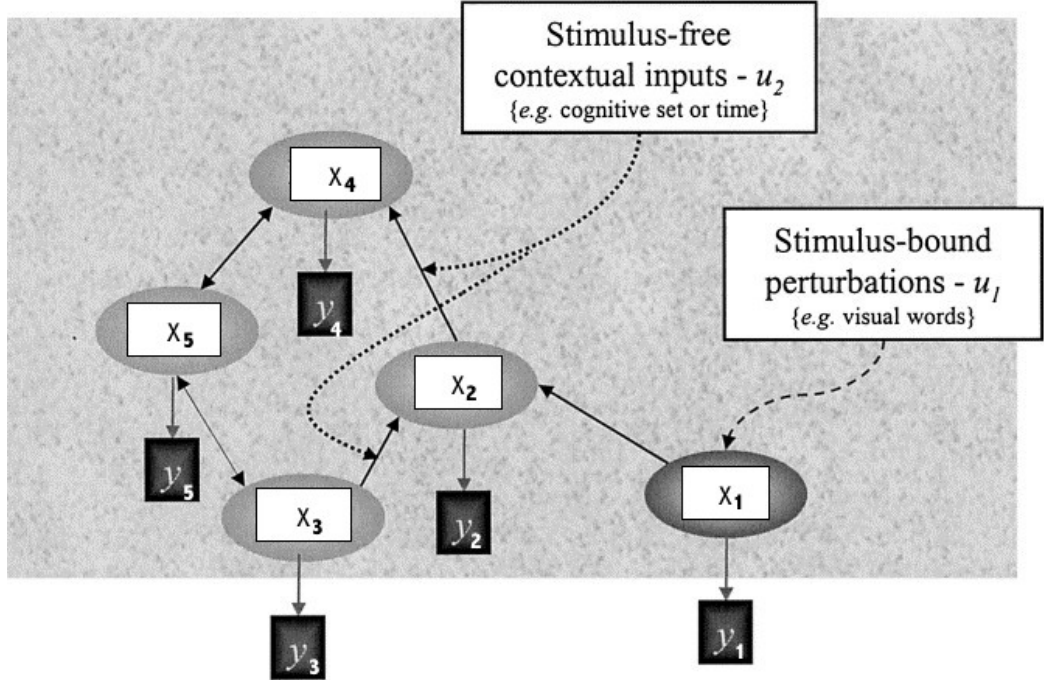 Stimulus-free
contextual inputs - u₂
{e.g. cognitive set or time}
Stimulus-bound
perturbations - u₁
{e.g. visual words}
X₄
y₄
X₅
X₂
y₅
X₃
y₂
X₁
y₃
y₁